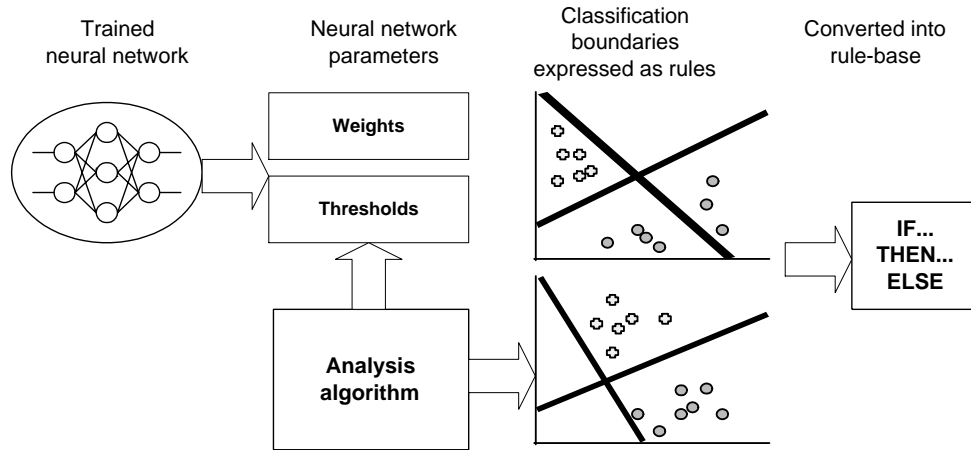 Trained
neural network
Neural network
parameters
Classification
boundaries
expressed as rules
Converted into
rule-base
Weights
Thresholds
Analysis
algorithm
IF...
THEN...
ELSE